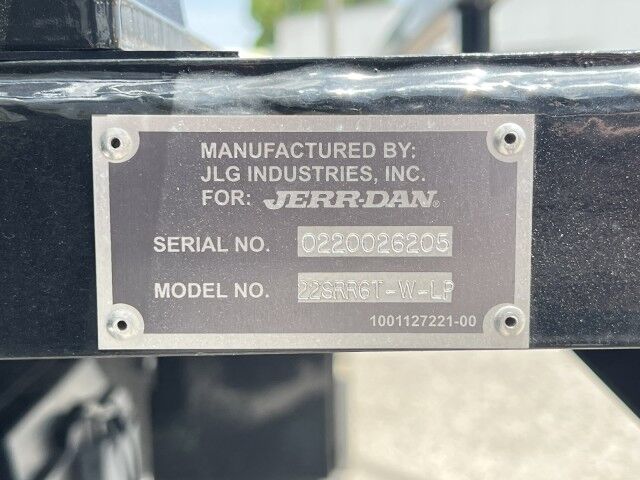 MANUFACTURED BY:
JLG INDUSTRIES, INC.
FOR: JERR-DAN®
SERIAL NO. 0220026205
MODEL NO. 22SRR6T-W-LP
1001127221-00